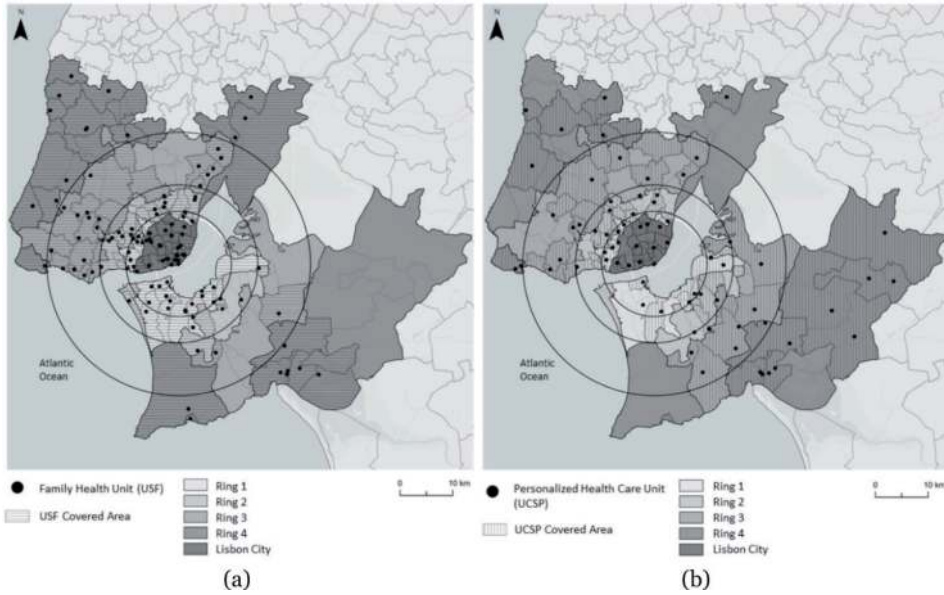 N
Atlantic
Ocean
Family Health Unit (USF)
USF Covered Area
Ring 1
Ring 2
Ring 3
Ring 4
Lisbon City
0
10 km
(a)
N
Atlantic
Ocean
Personalized Health Care Unit
(UCSP)
UCSP Covered Area
Ring 1
Ring 2
Ring 3
Ring 4
Lisbon City
0
10 km
(b)